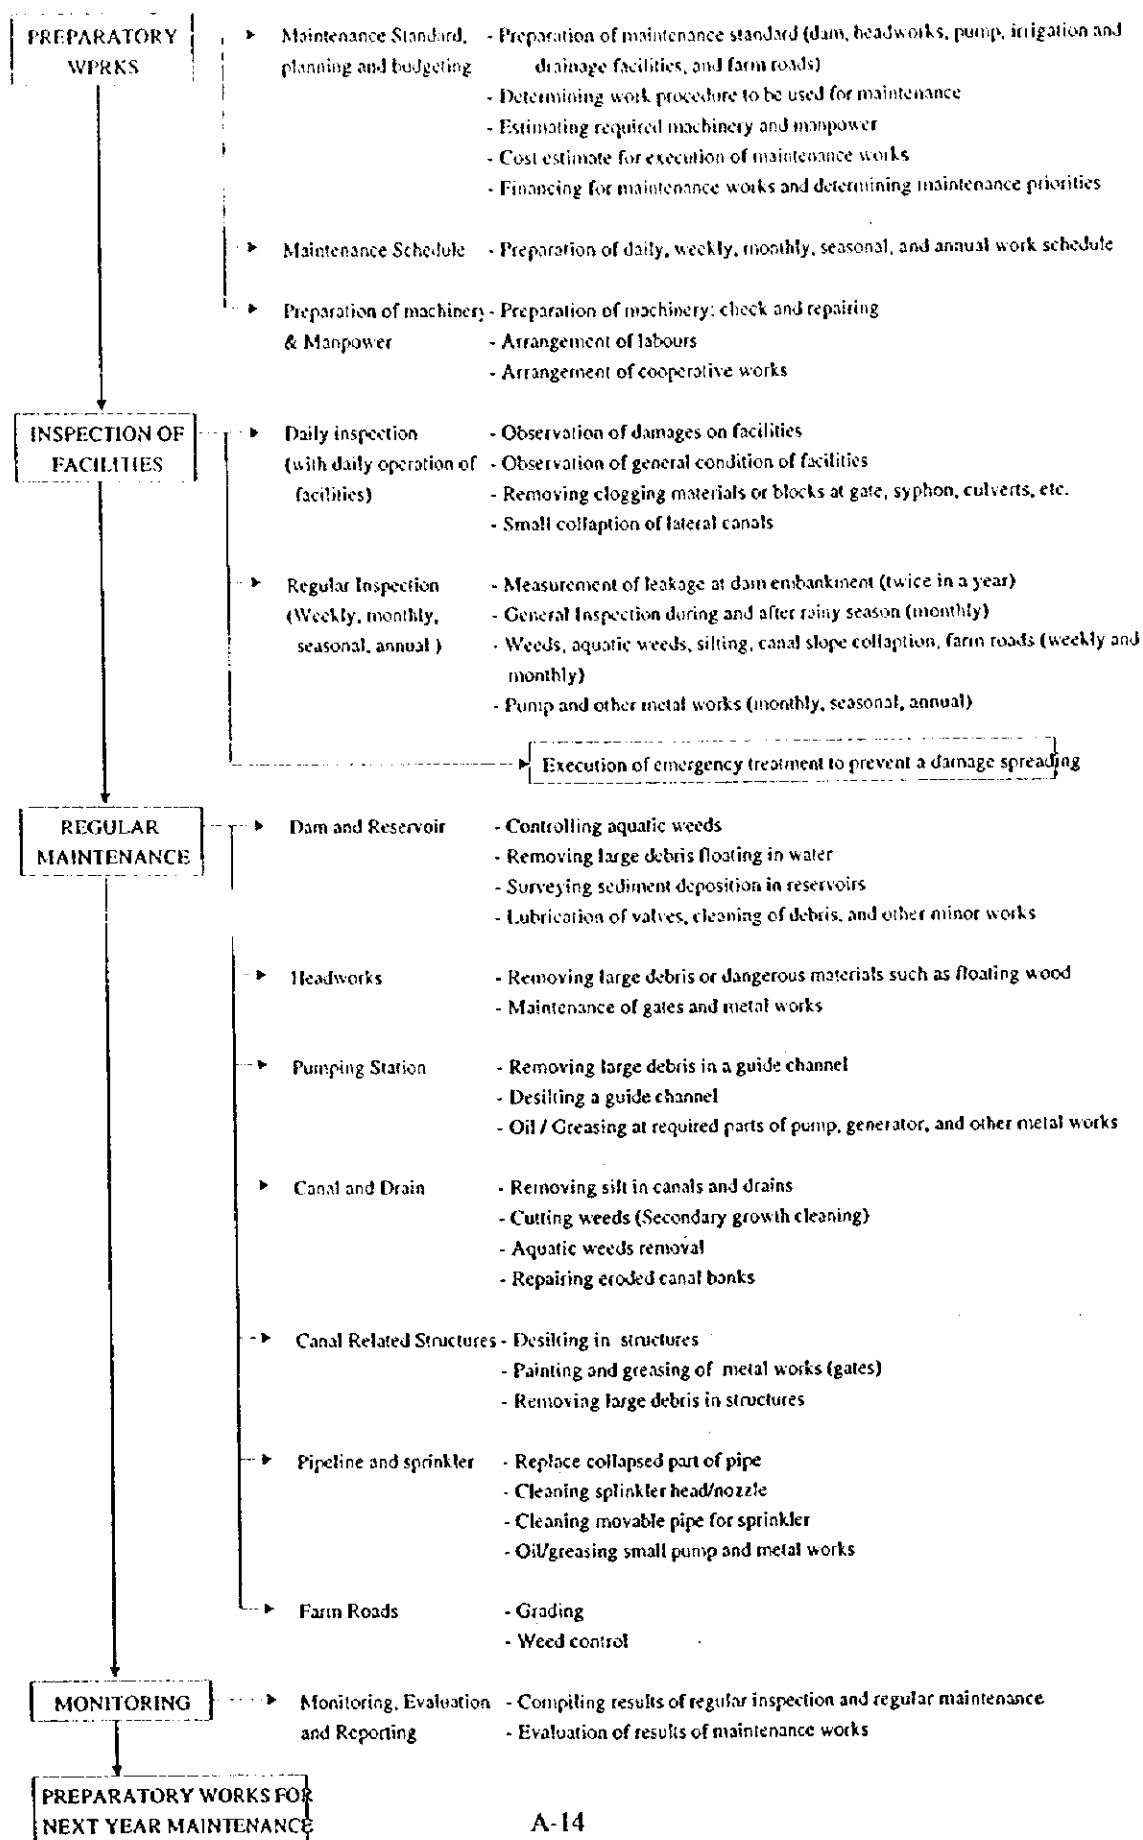 PREPARATORY
WPRKS
Maintenance Standard,
planning and budgeting
- Preparation of maintenance standard (dam, headworks, pump, irrigation and
drainage facilities, and farm roads)
- Determining work procedure to be used for maintenance
- Estimating required machinery and manpower
- Cost estimate for execution of maintenance works
- Financing for maintenance works and determining maintenance priorities
Maintenance Schedule
- Preparation of daily, weekly, monthly, seasonal, and annual work schedule
Preparation of machinery
& Manpower
- Preparation of machinery: check and repairing
- Arrangement of labours
- Arrangement of cooperative works
INSPECTION OF
FACILITIES
Daily inspection
(with daily operation of
facilities)
- Observation of damages on facilities
- Observation of general condition of facilities
- Removing clogging materials or blocks at gate, syphon, culverts, etc.
- Small collaption of lateral canals
Regular Inspection
(Weekly, monthly,
seasonal, annual )
- Measurement of leakage at dam embankment (twice in a year)
- General Inspection during and after rainy season (monthly)
- Weeds, aquatic weeds, silting, canal slope collaption, farm roads (weekly and
monthly)
- Pump and other metal works (monthly, seasonal, annual)
Execution of emergency treatment to prevent a damage spreading
REGULAR
MAINTENANCE
Dam and Reservoir
- Controlling aquatic weeds
- Removing large debris floating in water
- Surveying sediment deposition in reservoirs
- Lubrication of valves, cleaning of debris, and other minor works
Headworks
- Removing large debris or dangerous materials such as floating wood
- Maintenance of gates and metal works
Pumping Station
- Removing large debris in a guide channel
- Desilting a guide channel
- Oil / Greasing at required parts of pump, generator, and other metal works
Canal and Drain
- Removing silt in canals and drains
- Cutting weeds (Secondary growth cleaning)
- Aquatic weeds removal
- Repairing eroded canal banks
Canal Related Structures
- Desilting in structures
- Painting and greasing of metal works (gates)
- Removing large debris in structures
Pipeline and sprinkler
- Replace collapsed part of pipe
- Cleaning splinkler head/nozzle
- Cleaning movable pipe for sprinkler
- Oil/greasing small pump and metal works
Farm Roads
- Grading
- Weed control
MONITORING
Monitoring, Evaluation
and Reporting
- Compiling results of regular inspection and regular maintenance
- Evaluation of results of maintenance works
PREPARATORY WORKS FOR
NEXT YEAR MAINTENANCE
A-14